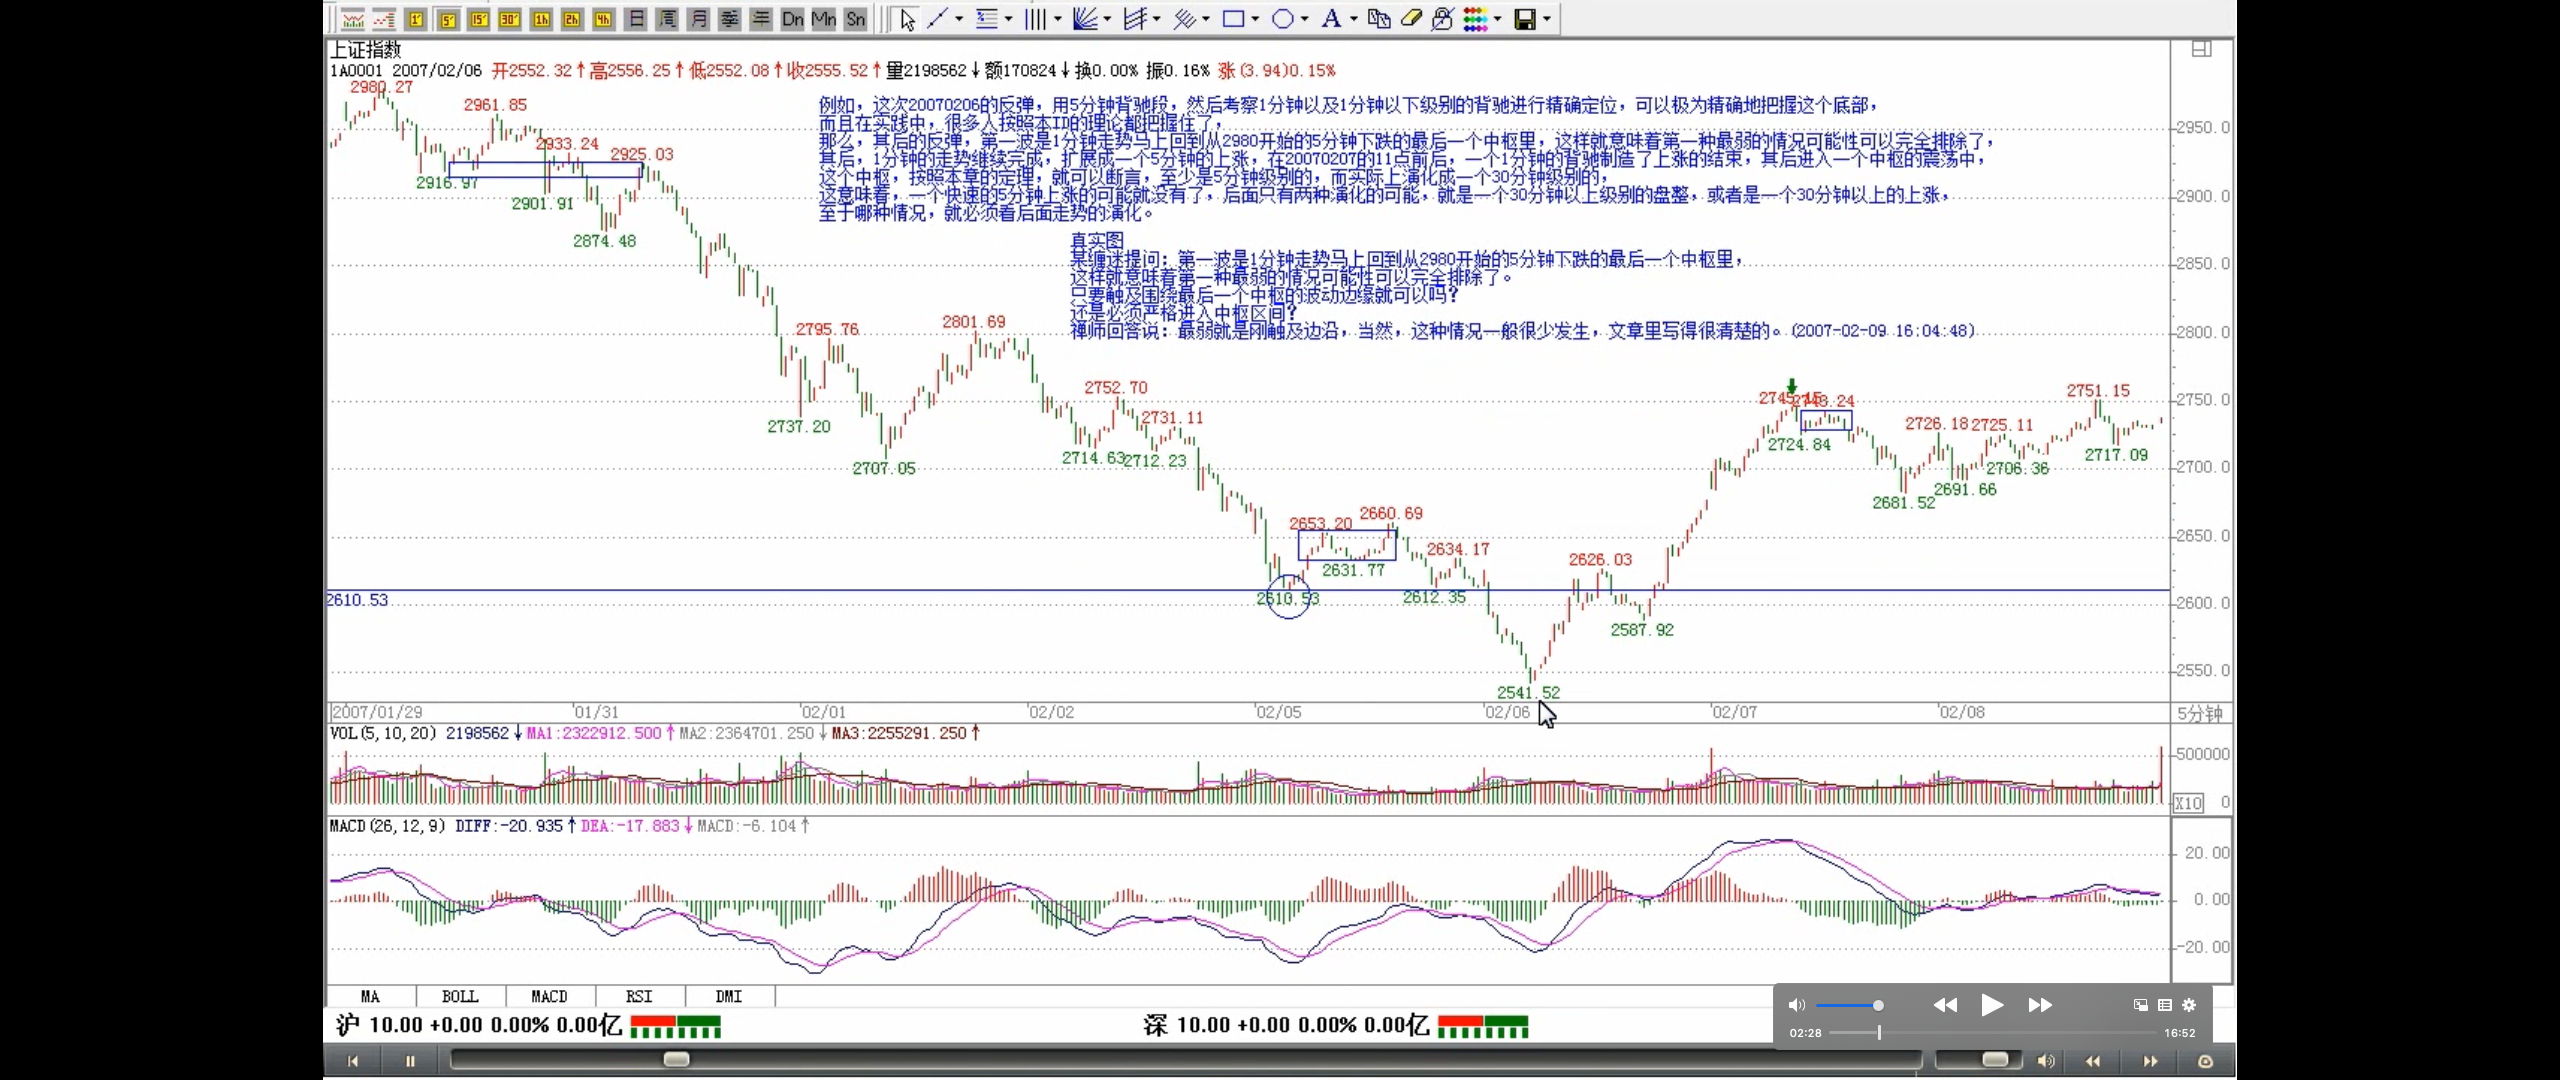 1' 5' 15' 30' 1h 2h 4h 日 周 月 季 年 Dn Mn Sn A
上证指数
1A0001 2007/02/06 开2552.32↑高2556.25↑低2552.08↑收2555.52↑量2198562↓额170824↓换0.00% 振0.16% 涨(3.94)0.15%
例如，这次20070206的反弹，用5分钟背驰段，然后考察1分钟以及1分钟以下级别的背驰进行精确定位，可以极为精确地把握这个底部，
而且在实践中，很多人按照本ID的理论都把握住了，
那么，其后的反弹，第一波是1分钟走势马上回到从2980开始的5分钟下跌的最后一个中枢里，这样就意味着第一种最弱的情况可能性可以完全排除了，
其后，1分钟的走势继续完成，扩展成一个5分钟的上涨，在20070207的11点前后，一个1分钟的背驰制造了上涨的结束，其后进入一个中枢的震荡中，
这个中枢，按照本章的定理，就可以断言，至少是5分钟级别的，而实际上演化成一个30分钟级别的，
这意味着，一个快速的5分钟上涨的可能就没有了，后面只有两种演化的可能，就是一个30分钟以上级别的盘整，或者是一个30分钟以上的上涨，
至于哪种情况，就必须看后面走势的演化。
真实图
某缠迷提问：第一波是1分钟走势马上回到从2980开始的5分钟下跌的最后一个中枢里，
这样就意味着第一种最弱的情况可能性可以完全排除了。
只要触及围绕最后一个中枢的波动边缘就可以吗？
还是必须严格进入中枢区间？
禅师回答说：最弱就是刚触及边沿，当然，这种情况一般很少发生，文章里写得很清楚的。(2007-02-09 16:04:48)
2980.27
2961.85
2933.24
2925.03
2916.97
2901.91
2874.48
2795.76
2801.69
2737.20
2707.05
2752.70
2731.11
2714.63
2712.23
2653.20
2660.69
2631.77
2610.53
2634.17
2612.35
2541.52
2626.03
2587.92
2745.15
2743.24
2724.84
2726.18
2725.11
2681.52
2691.66
2706.36
2751.15
2717.09
2610.53
2950.0
2900.0
2850.0
2800.0
2750.0
2700.0
2650.0
2600.0
2550.0
2007/01/29 01/31 02/01 02/02 02/05 02/06 02/07 02/08 5分钟
VOL(5,10,20) 2198562↓MA1:2322912.500↑MA2:2364701.250↓MA3:2255291.250↑
500000
X10 0
MACD(26,12,9) DIFF:-20.935↑DEA:-17.883↓MACD:-6.104↑
20.00
0.00
-20.00
MA BOLL MACD RSI DMI
沪 10.00 +0.00 0.00% 0.00亿 深 10.00 +0.00 0.00% 0.00亿
02:28 16:52